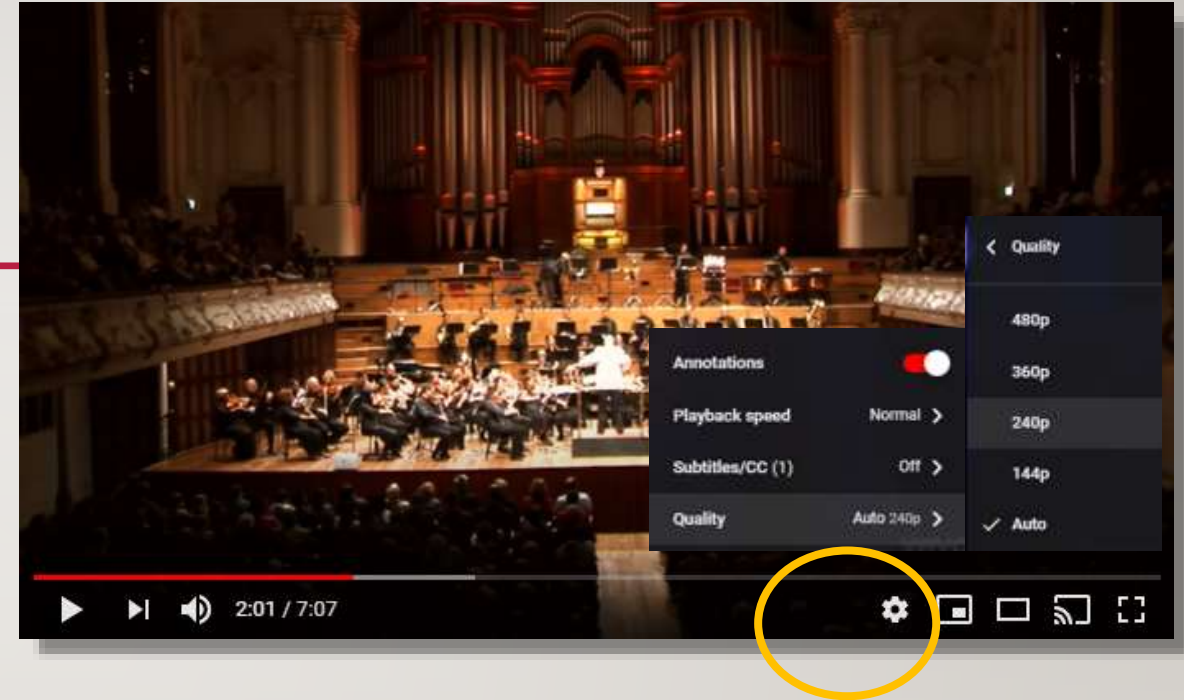 Annotations
Playback speed Normal
Subtitles/CC (1) Off
Quality Auto 240p
Quality
480p
360p
240p
144p
Auto
2:01 / 7:07